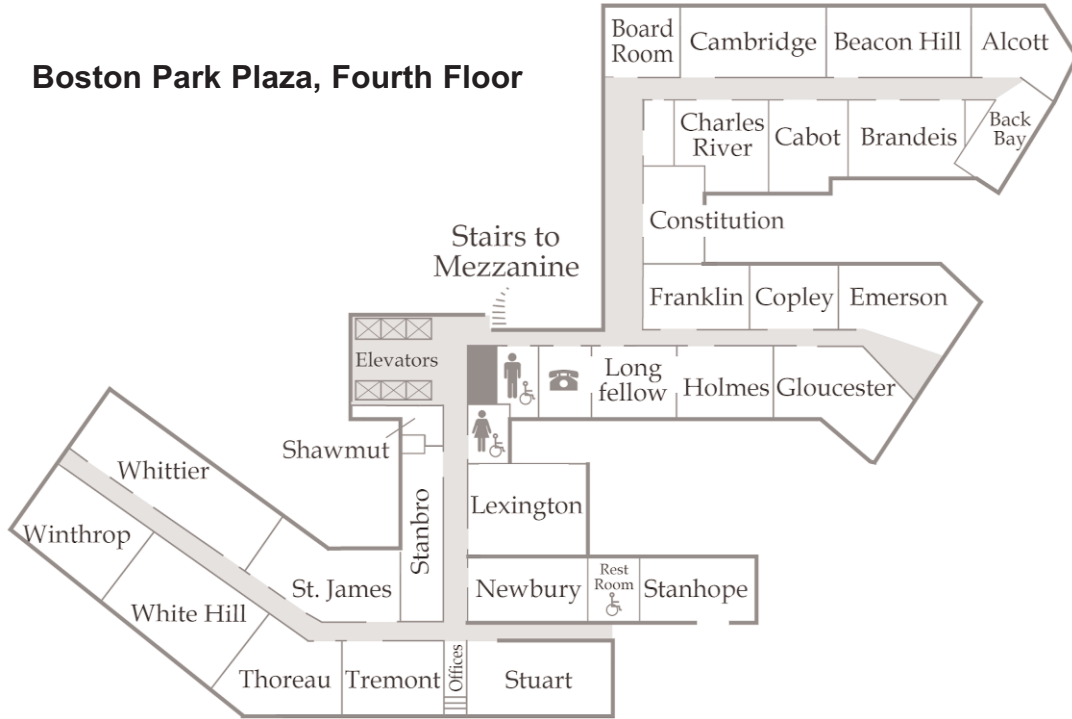 Boston Park Plaza, Fourth Floor
Board
Room
Cambridge
Beacon Hill
Alcott
Charles
River
Cabot
Brandeis
Back
Bay
Constitution
Stairs to
Mezzanine
Franklin
Copley
Emerson
Elevators
Long
fellow
Holmes
Gloucester
Shawmut
Whittier
Lexington
Stanbro
Winthrop
St. James
Newbury
Rest
Room
Stanhope
White Hill
Thoreau
Tremont
Offices
Stuart